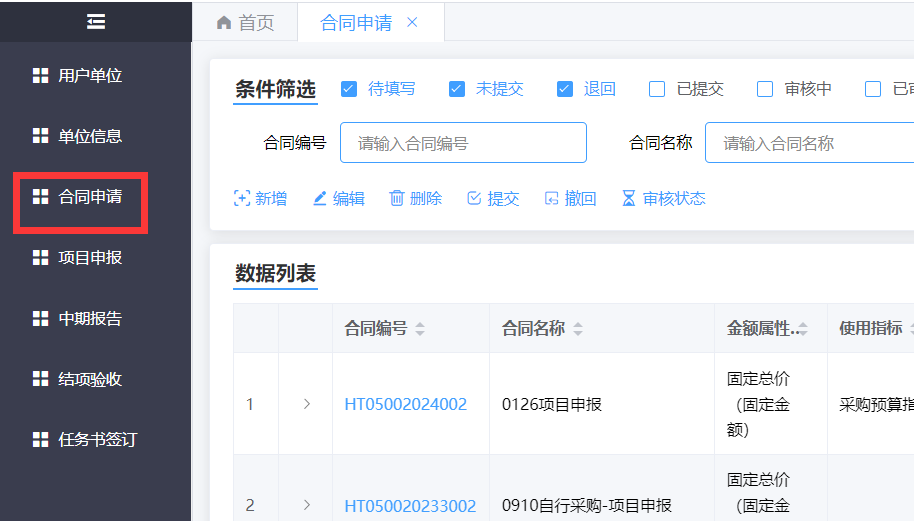 首页
合同申请
用户单位
单位信息
合同申请
项目申报
中期报告
结项验收
任务书签订
条件筛选 待填写 未提交 退回 已提交 审核中 已审
合同编号 请输入合同编号 合同名称 请输入合同名称
新增 编辑 删除 提交 撤回 审核状态
数据列表
合同编号 合同名称 金额属性... 使用指标
1 HT05002024002 0126项目申报 固定总价
（固定金
额）
采购预算指
2 HT050020233002 0910自行采购-项目申报 固定总价
（固定金